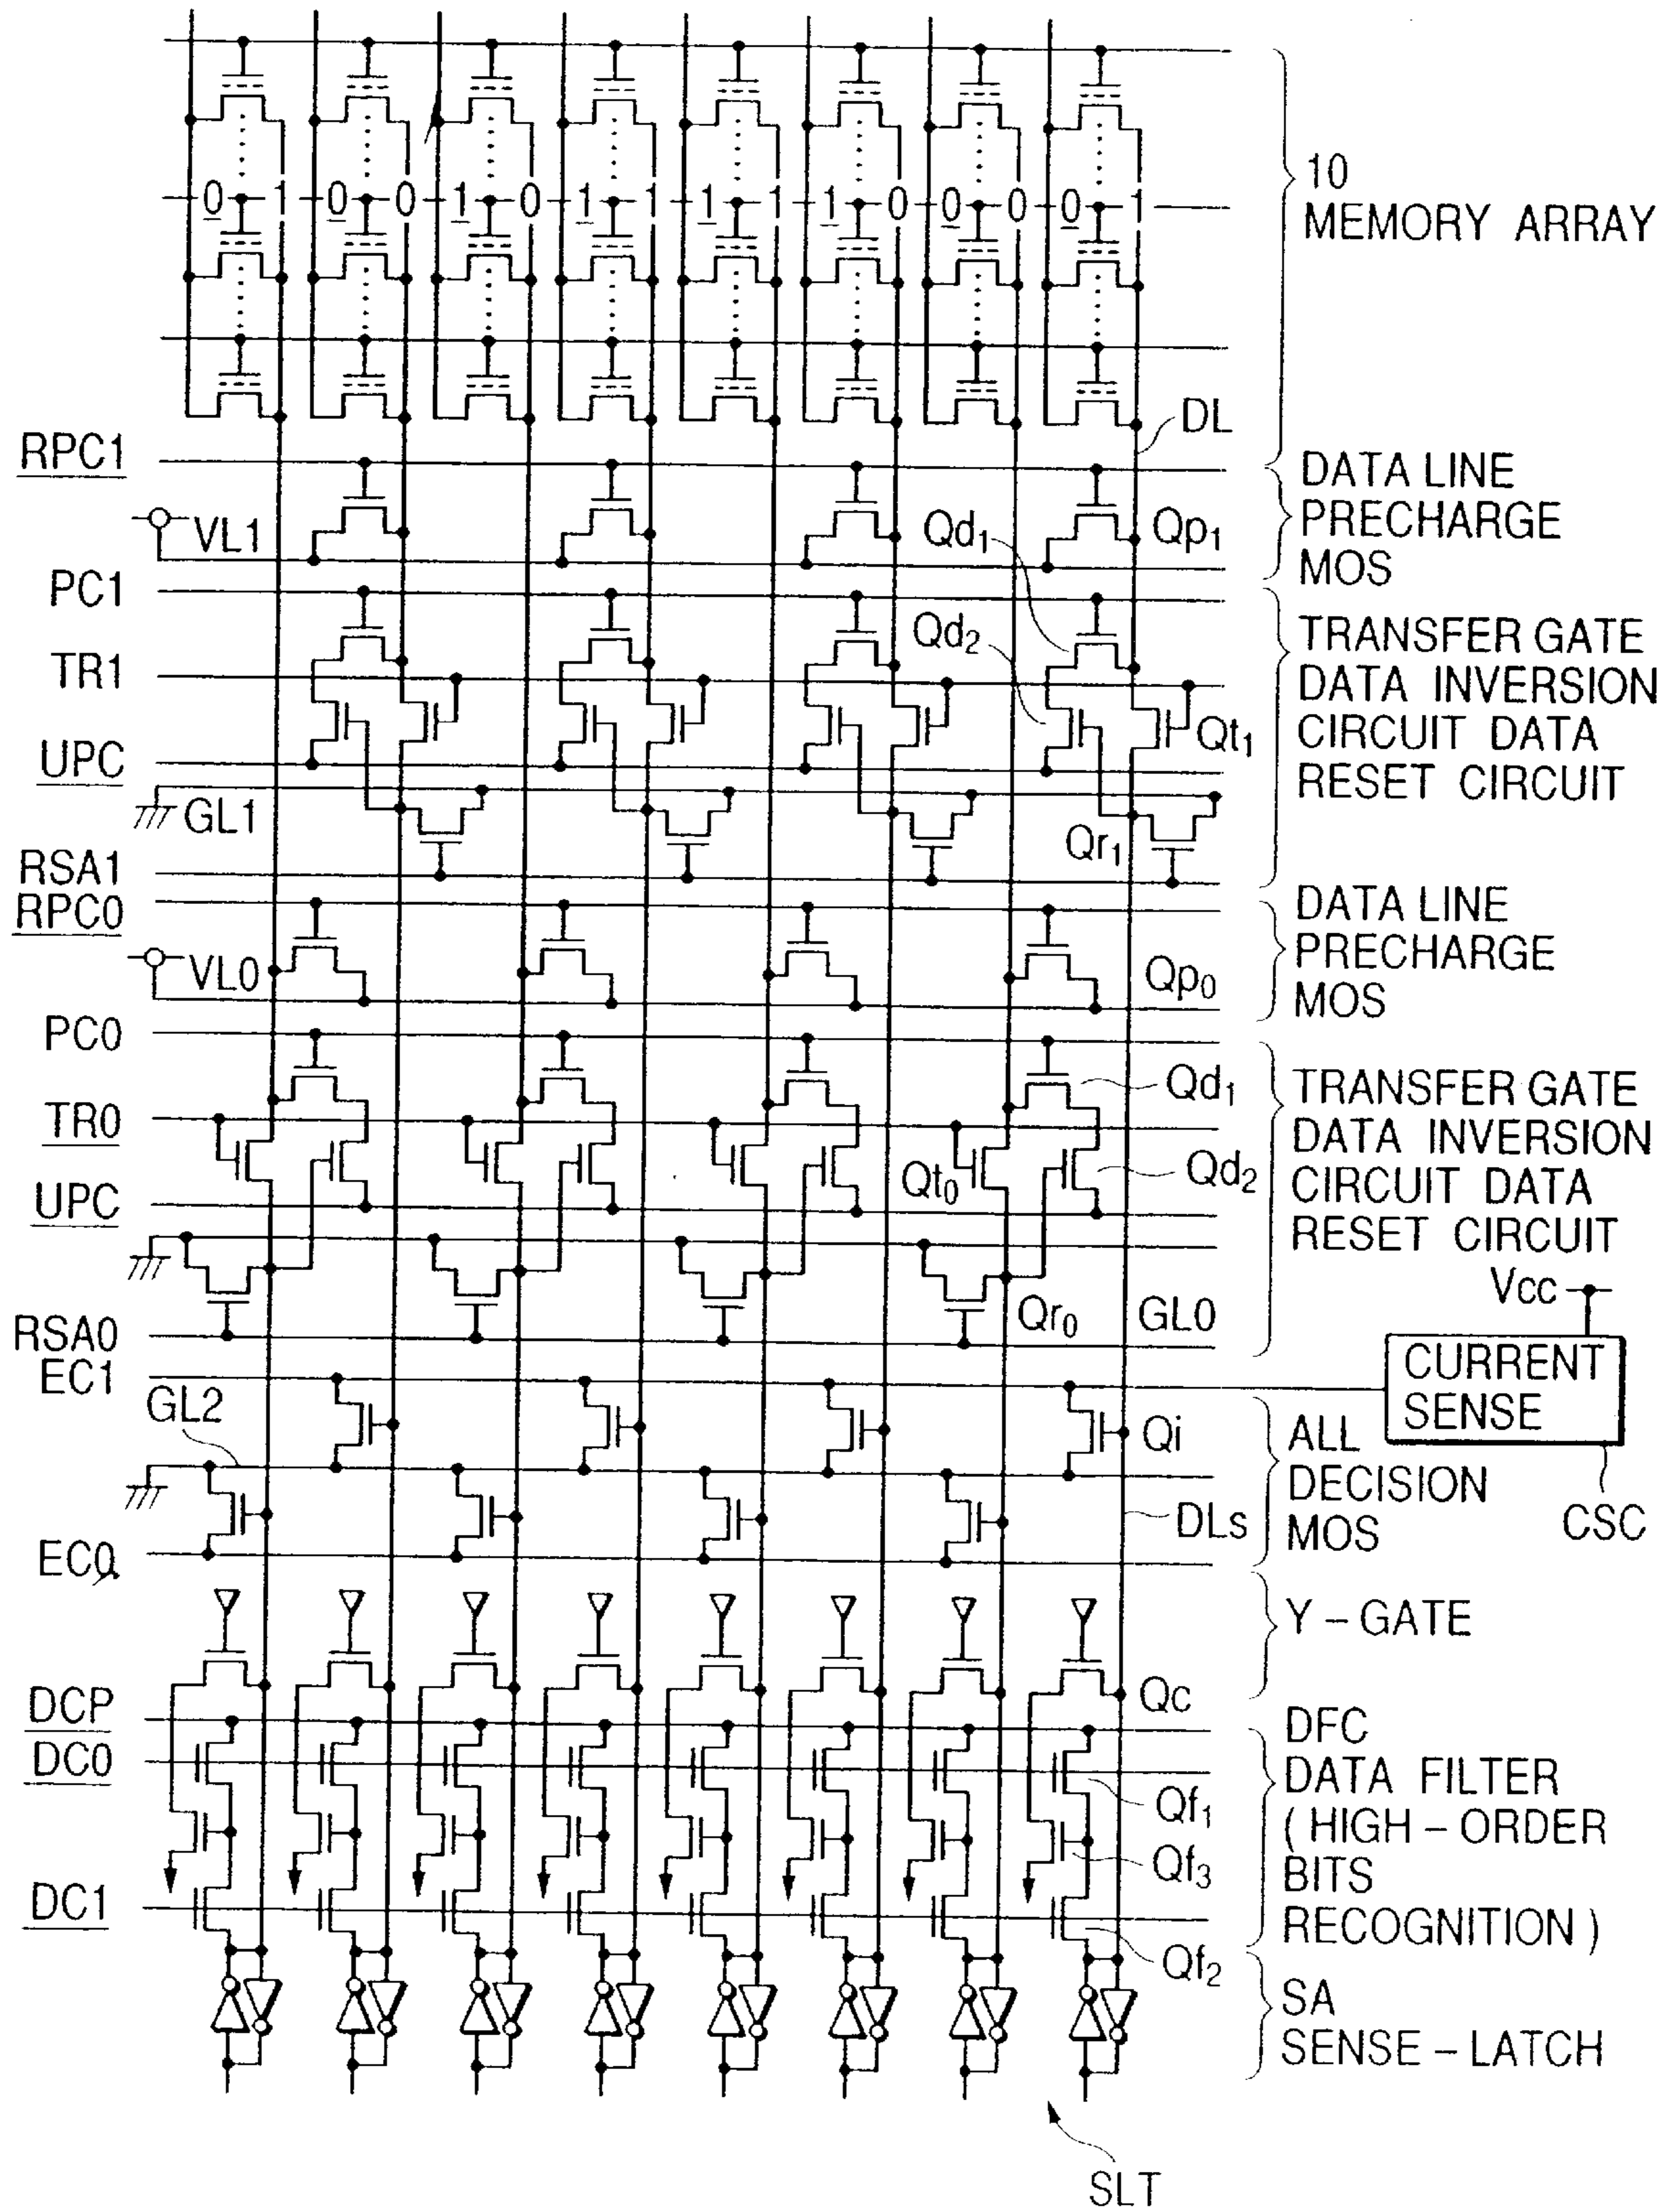 0 1 0 0 1 0 1 1 1 1 1 0 0 0 0 1
10
MEMORY ARRAY
DL
RPC1
DATA LINE
PRECHARGE
MOS
VL1
Qd1
Qp1
PC1
TRANSFER GATE
DATA INVERSION
CIRCUIT DATA
RESET CIRCUIT
Qd2
TR1
Qt1
UPC
GL1
Qr1
RSA1
RPC0
DATA LINE
PRECHARGE
MOS
VL0
Qp0
PC0
TRANSFER GATE
DATA INVERSION
CIRCUIT DATA
RESET CIRCUIT
Qd1
TR0
Qt0
Qd2
UPC
Vcc
Qr0
GL0
RSA0
EC1
CURRENT
SENSE
GL2
Qi
ALL
DECISION
MOS
DLs
CSC
EC0
Y-GATE
Qc
DCP
DFC
DATA FILTER
(HIGH-ORDER
BITS
RECOGNITION)
DC0
Qf1
Qf3
DC1
Qf2
SA
SENSE-LATCH
SLT